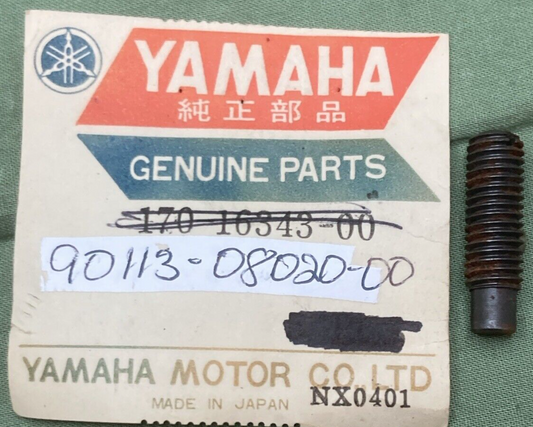 YAMAHA
純正部品
GENUINE PARTS
170 16343-00
90113-08020-00
YAMAHA MOTOR CO., LTD
MADE IN JAPAN NX0401